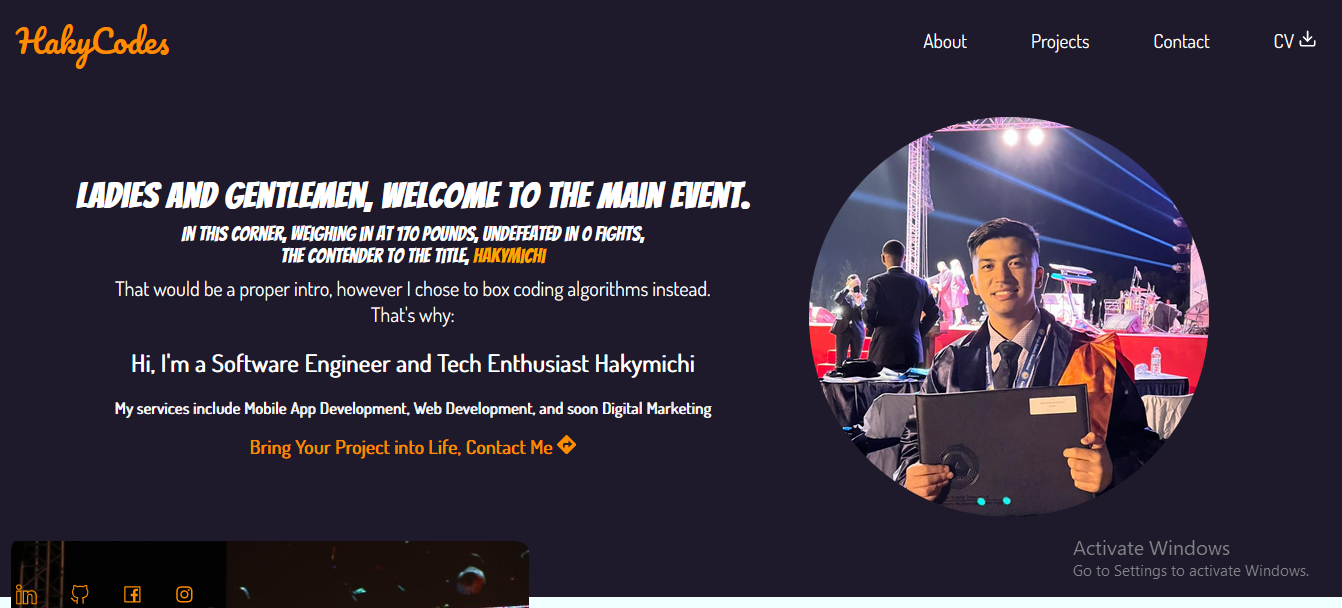 HakyCodes
About
Projects
Contact
CV
LADIES AND GENTLEMEN, WELCOME TO THE MAIN EVENT.
IN THIS CORNER, WEIGHING IN AT 170 POUNDS, UNDEFEATED IN 0 FIGHTS,
THE CONTENDER TO THE TITLE, HAKYMICHI
That would be a proper intro, however I chose to box coding algorithms instead.
That's why:
Hi, I'm a Software Engineer and Tech Enthusiast Hakymichi
My services include Mobile App Development, Web Development, and soon Digital Marketing
Bring Your Project into Life, Contact Me
Activate Windows
Go to Settings to activate Windows.
in